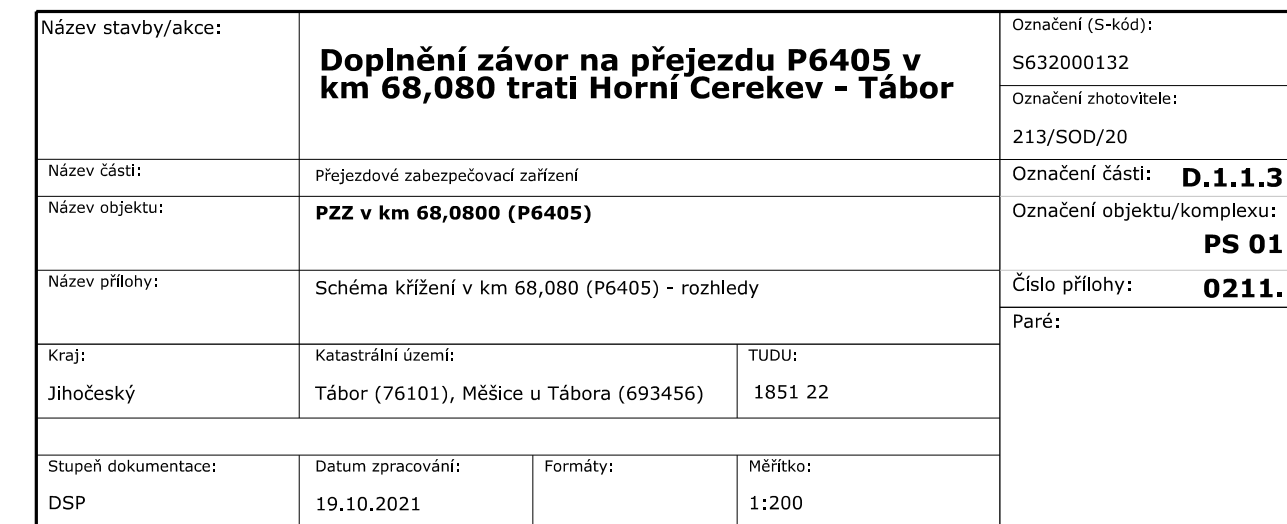 Název stavby/akce:
Doplnění závor na přejezdu P6405 v
km 68,080 trati Horní Cerekev - Tábor
Označení (S-kód):
S632000132
Označení zhotovitele:
213/SOD/20
Název části:
Přejezdové zabezpečovací zařízení
Označení části: D.1.1.3
Název objektu:
PZZ v km 68,0800 (P6405)
Označení objektu/komplexu:
PS 01
Název přílohy:
Schéma křížení v km 68,080 (P6405) - rozhledy
Číslo přílohy: 0211.
Paré:
Kraj:
Jihočeský
Katastrální území:
Tábor (76101), Měšice u Tábora (693456)
TUDU:
1851 22
Stupeň dokumentace:
DSP
Datum zpracování:
19.10.2021
Formáty:
Měřítko:
1:200